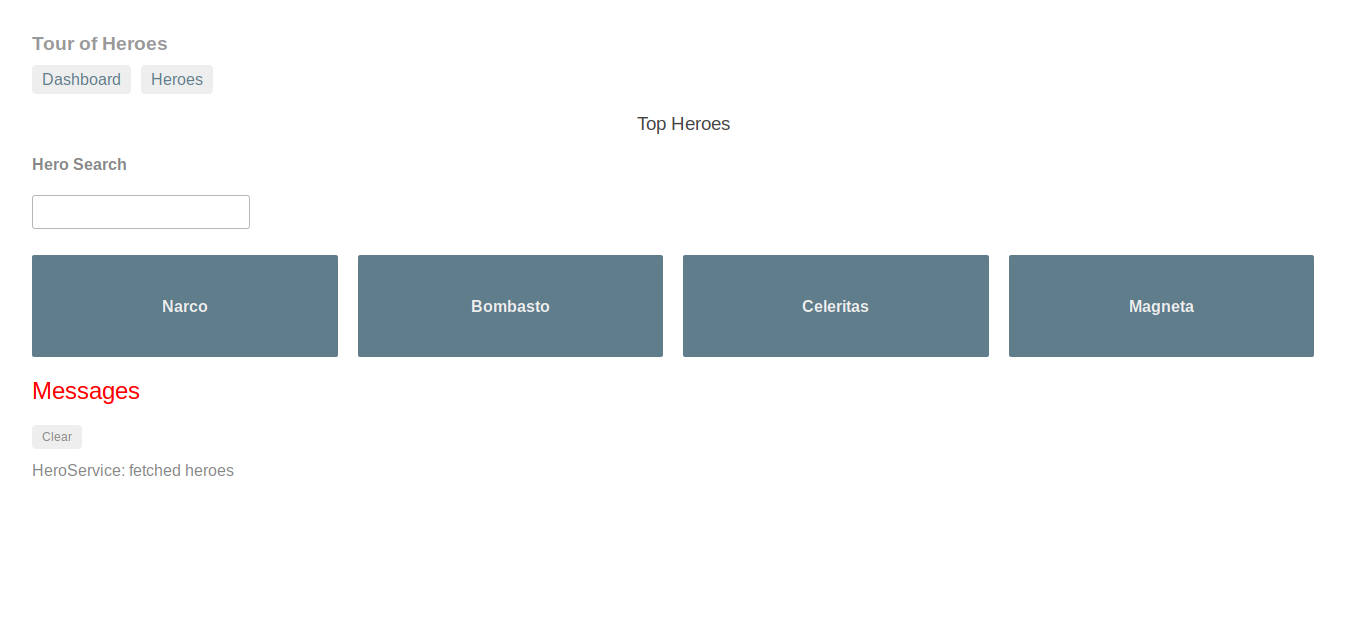 Tour of Heroes
Dashboard Heroes
Top Heroes
Hero Search
Narco Bombasto Celeritas Magneta
Messages
Clear
HeroService: fetched heroes